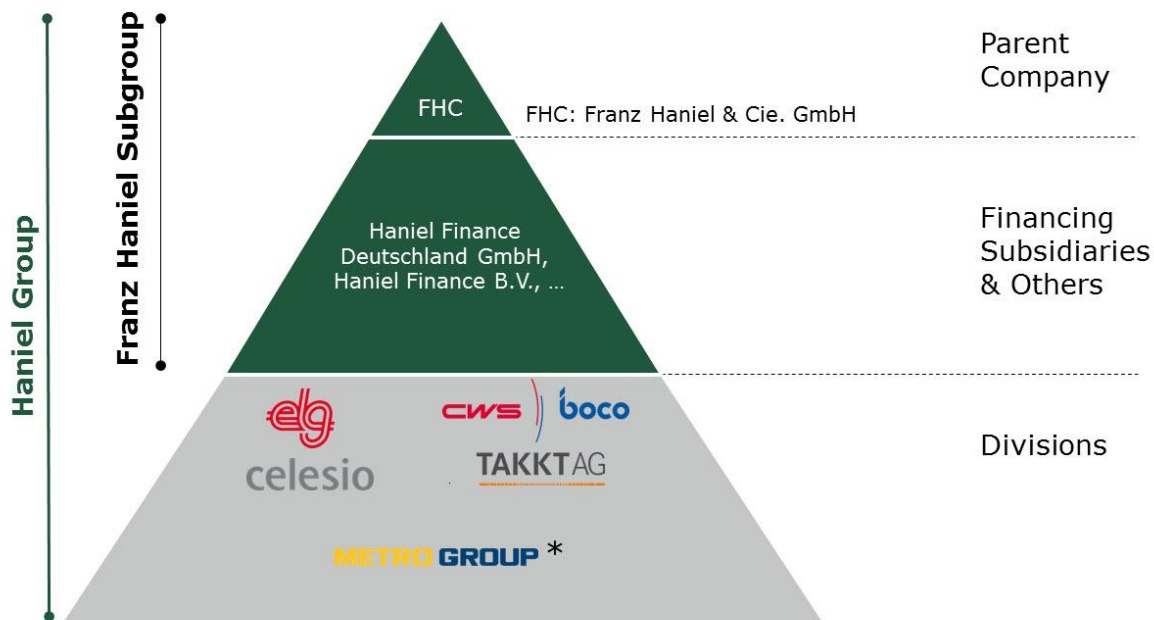 Haniel Group
Franz Haniel Subgroup
FHC
FHC: Franz Haniel & Cie. GmbH
Parent
Company
Haniel Finance
Deutschland GmbH,
Haniel Finance B.V., ...
Financing
Subsidiaries
& Others
elg
celesio
cws boco
TAKKT AG
METRO GROUP *
Divisions